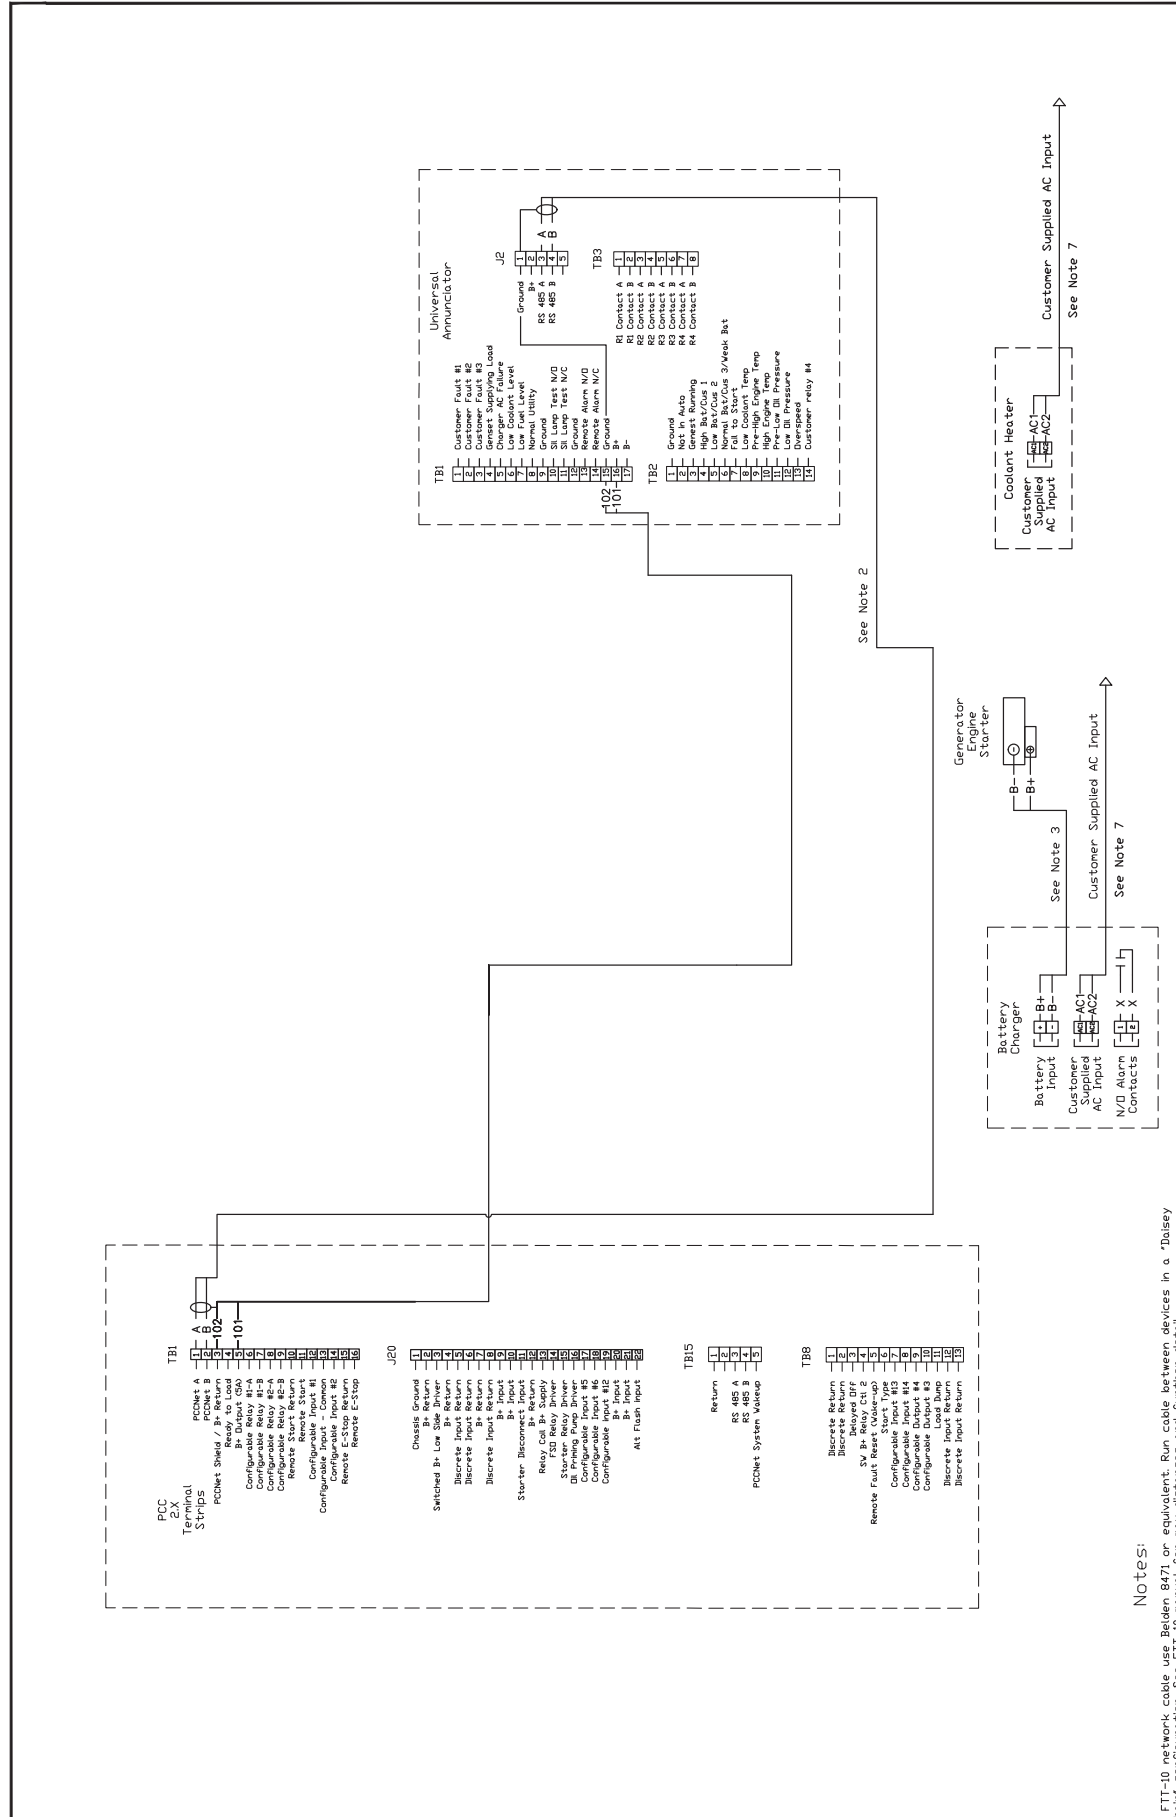 PCC
2.X
Terminal
Strips
TB1
PCCNet A
PCCNet B
PCCNet Shield / B+ Return
Ready to Load
B+ Output (5A)
Configurable Relay #1-A
Configurable Relay #1-B
Configurable Relay #2-A
Configurable Relay #2-B
Remote Start Return
Remote Start
Configurable Input #1
Configurable Input - Common
Configurable Input #2
Remote E-Stop Return
Remote E-Stop
1
2
3
4
5
6
7
8
9
10
11
12
13
14
15
16
A
B
102
101
J20
Chassis Ground
B+ Return
Switched B+ Low Side Driver
B+ Return
Discrete Input Return
Discrete Input Return
B+ Return
Discrete Input Return
B+ Input
B+ Input
Starter Disconnect Input
B+ Return
Relay Coil B+ Supply
FSO Relay Driver
Starter Relay Driver
Oil Priming Pump Driver
Configurable Input #5
Configurable Input #6
Configurable Input #12
B+ Input
B+ Input
Alt Flash Input
1
2
3
4
5
6
7
8
9
10
11
12
13
14
15
16
17
18
19
20
21
22
TB15
Return
RS 485 A
RS 485 B
PCCNet System Wakeup
1
2
3
4
5
TB8
Discrete Return
Discrete Return
Delayed Off
SW B+ Relay Ctl 2
Remote Fault Reset (Wake-up)
Start Type
Configurable Input #13
Configurable Input #14
Configurable Output #4
Configurable Output #3
Load Dump
Discrete Input Return
Discrete Input Return
1
2
3
4
5
6
7
8
9
10
11
12
13
Universal
Annunciator
TB1
1
2
3
4
5
6
7
8
9
10
11
12
13
14
15
16
17
Customer Fault #1
Customer Fault #2
Customer Fault #3
Genset Supplying Load
Charger AC Failure
Low Coolant Level
Low Fuel Level
Normal Utility
Ground
Sil Lamp Test N/O
Sil Lamp Test N/C
Ground
Remote Alarm N/O
Remote Alarm N/C
Ground
B+
B-
102
101
J2
Ground
B+
RS 485 A
RS 485 B
1
2
3
4
5
A
B
TB3
R1 Contact A
R1 Contact B
R2 Contact A
R2 Contact B
R3 Contact A
R3 Contact B
R4 Contact A
R4 Contact B
1
2
3
4
5
6
7
8
TB2
1
2
3
4
5
6
7
8
9
10
11
12
13
14
Ground
Not in Auto
Genest Running
High Bat/Cus 1
Low Bat/Cus 2
Normal Bat/Cus 3/Weak Bat
Fail to Start
Low Coolant Temp
Pre-High Engine Temp
High Engine Temp
Pre-Low Oil Pressure
Low Oil Pressure
Overspeed
Customer relay #4
See Note 2
Battery
Charger
Battery
Input
+
-
B+
B-
Customer
Supplied
AC Input
AC1
AC2
AC1
AC2
N/O Alarm
Contacts
1
2
X
X
See Note 3
Customer Supplied AC Input
See Note 7
Generator
Engine
Starter
B-
B+
-
+
Coolant Heater
Customer
Supplied
AC Input
AC1
AC2
AC1
AC2
Customer Supplied AC Input
See Note 7
Notes:
FTT-10 network cable use Belden 8471 or equivalent. Run cable between devices in a "Daisey